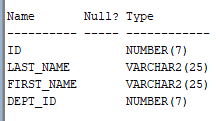 Name Null? Type
---------- ----- ------------
ID NUMBER(7)
LAST_NAME VARCHAR2(25)
FIRST_NAME VARCHAR2(25)
DEPT_ID NUMBER(7)